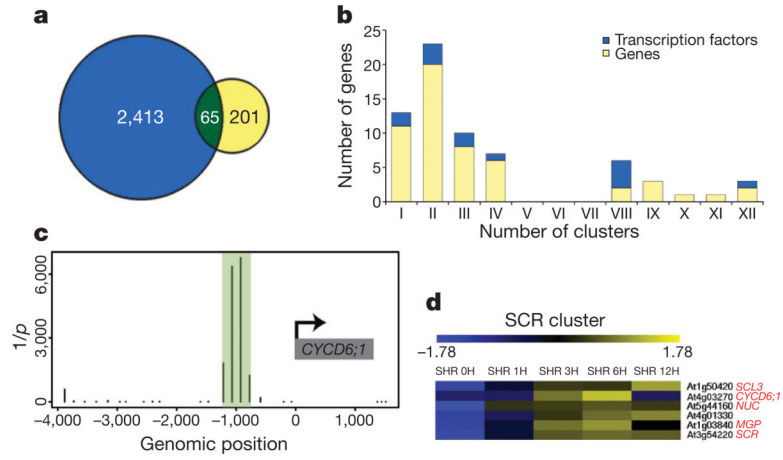 a
2,413
65
201
b
Number of genes
25
20
15
10
5
0
Transcription factors
Genes
I II III IV V VI VII VIII IX X XI XII
Number of clusters
c
1/p
6,000
3,000
0
CYCD6;1
−4,000 −3,000 −2,000 −1,000 0 1,000
Genomic position
d
SCR cluster
−1.78 1.78
SHR 0H SHR 1H SHR 3H SHR 6H SHR 12H
At1g50420 SCL3
At4g03270 CYCD6;1
At5g44160 NUC
At4g01330
At1g03840 MGP
At3g54220 SCR